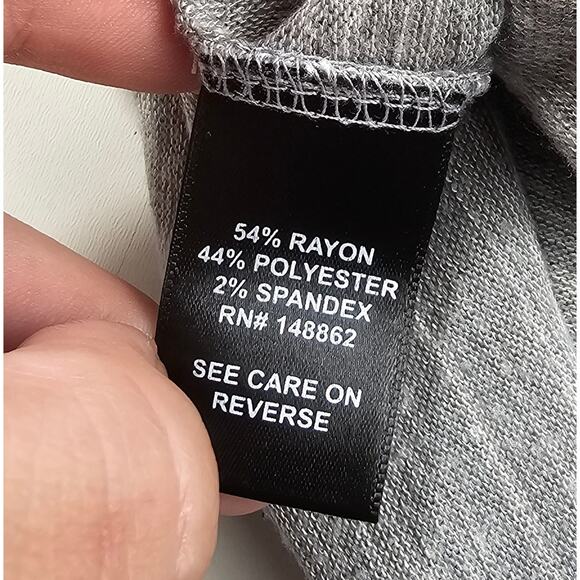 54% RAYON
44% POLYESTER
2% SPANDEX
RN# 148862
SEE CARE ON
REVERSE